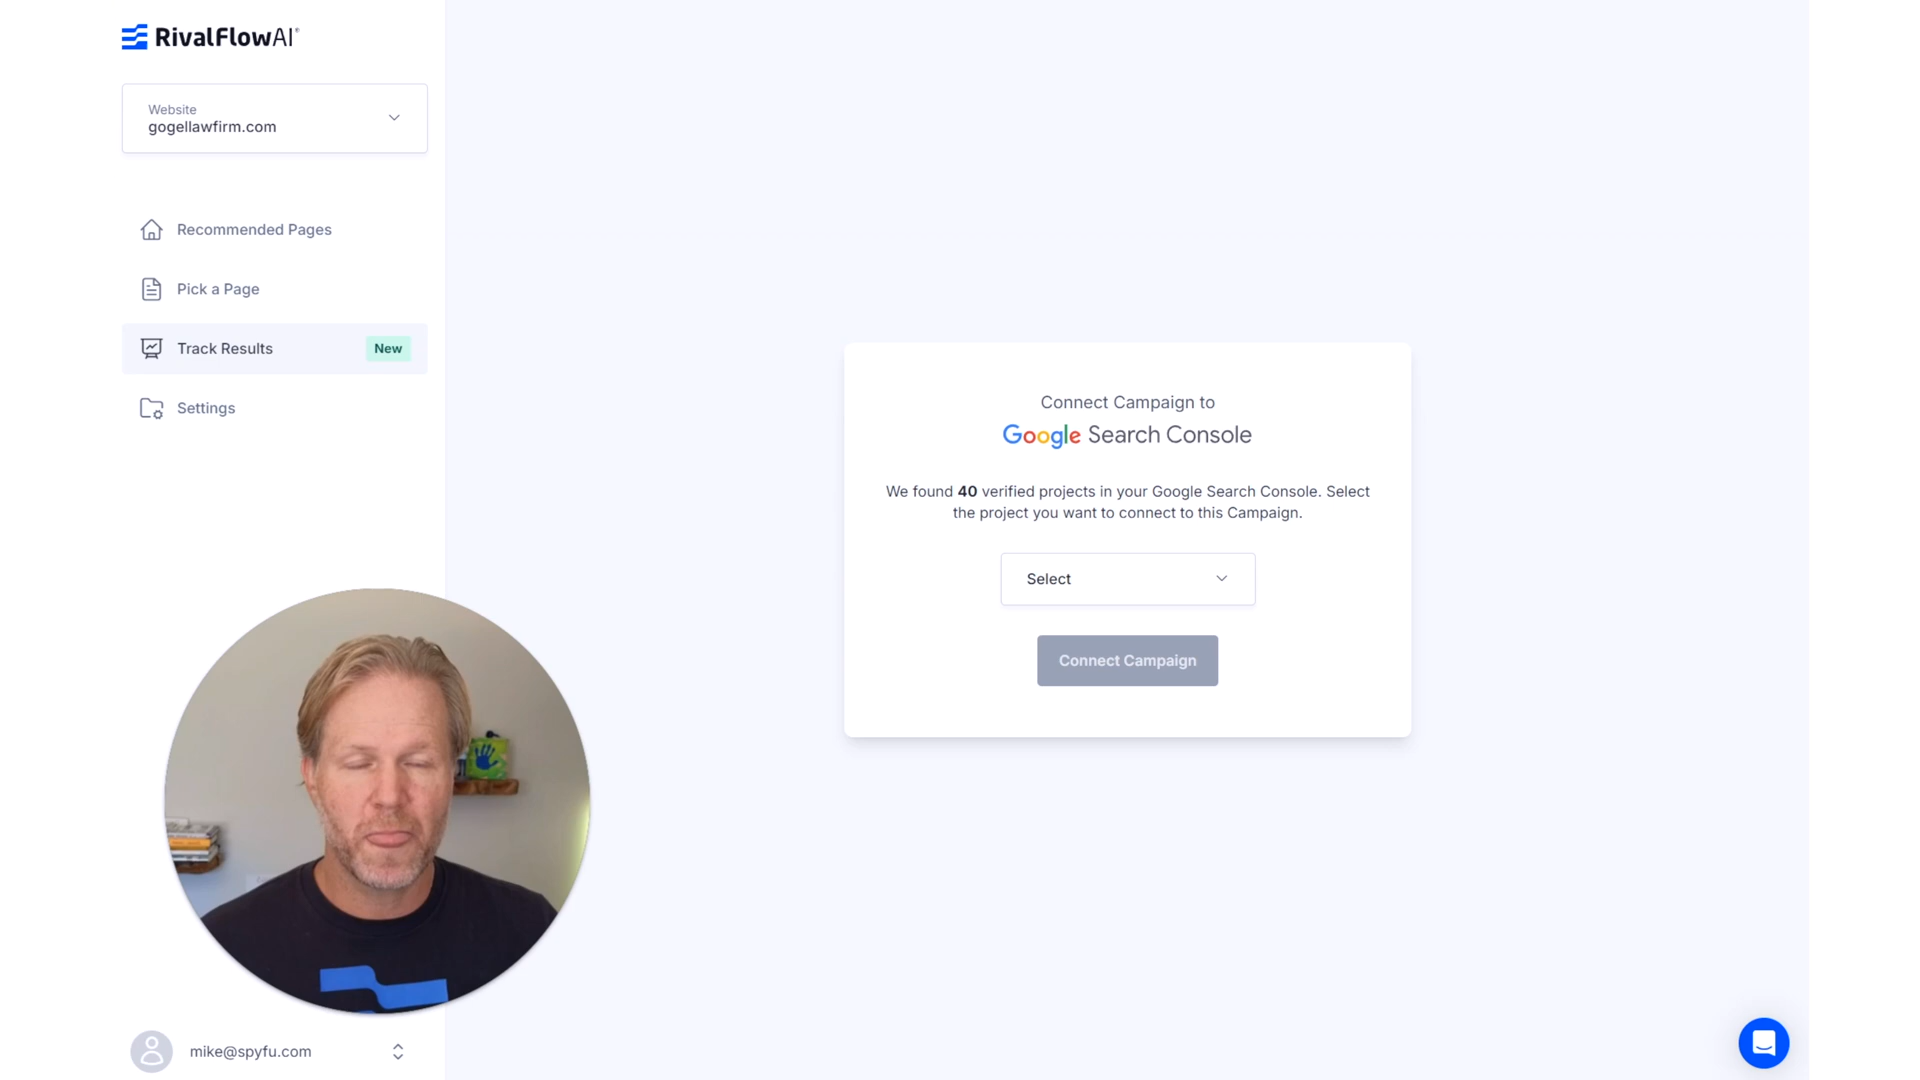 RivalFlowAI®
Website
gogellawfirm.com
Recommended Pages
Pick a Page
Track Results
New
Settings
Connect Campaign to
Google Search Console
We found 40 verified projects in your Google Search Console. Select
the project you want to connect to this Campaign.
Select
Connect Campaign
mike@spyfu.com